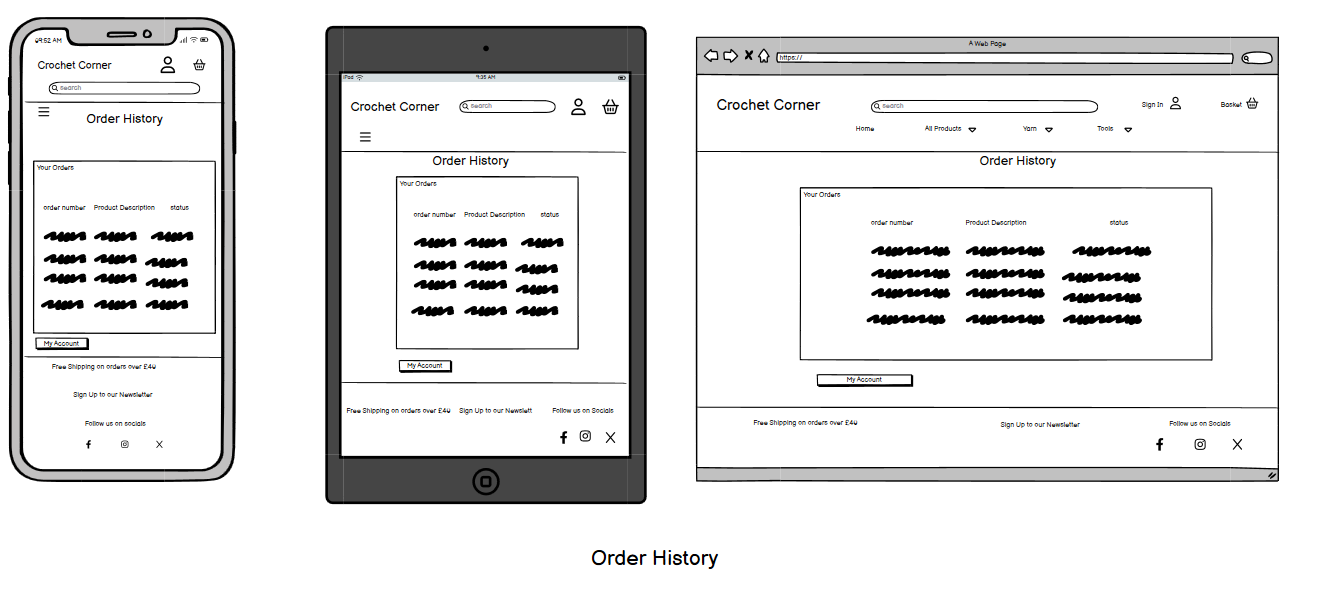 09:52 AM
Crochet Corner
search
Order History
Your Orders
order number Product Description status
My Account
Free Shipping on orders over £40
Sign Up to our Newsletter
Follow us on socials
iPad 9:35 AM
Crochet Corner search
Order History
Your Orders
order number Product Description status
My Account
Free Shipping on orders over £40 Sign Up to our Newslett Follow us on Socials
A Web Page
https://
Crochet Corner search Sign In Basket
Home All Products Yarn Tools
Order History
Your Orders
order number Product Description status
My Account
Free Shipping on orders over £40 Sign Up to our Newsletter Follow us on Socials
Order History